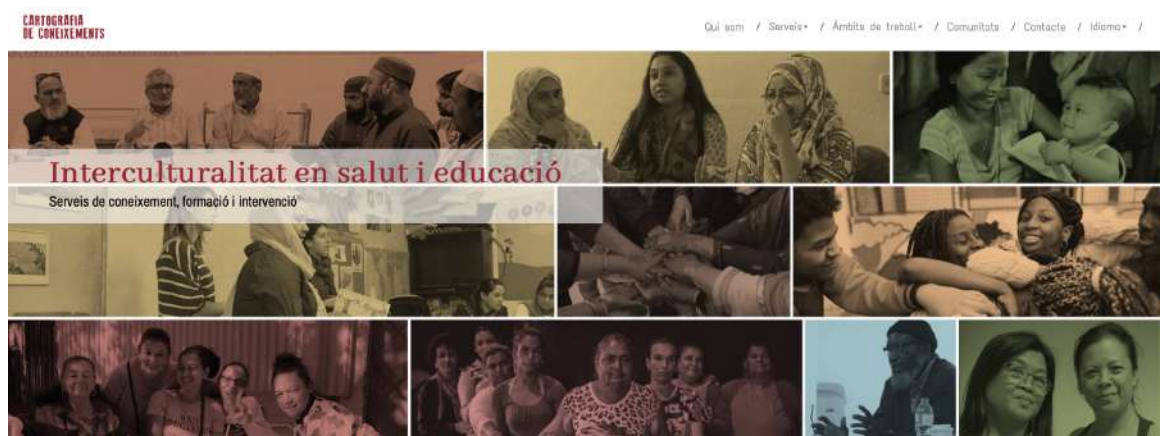 CARTOGRAFIA
DE CONEIXEMENTS
Qui som / Serveis / Àmbits de treball / Comunitats / Contacte / Idioma /
Interculturalitat en salut i educació
Serveis de coneixement, formació i intervenció